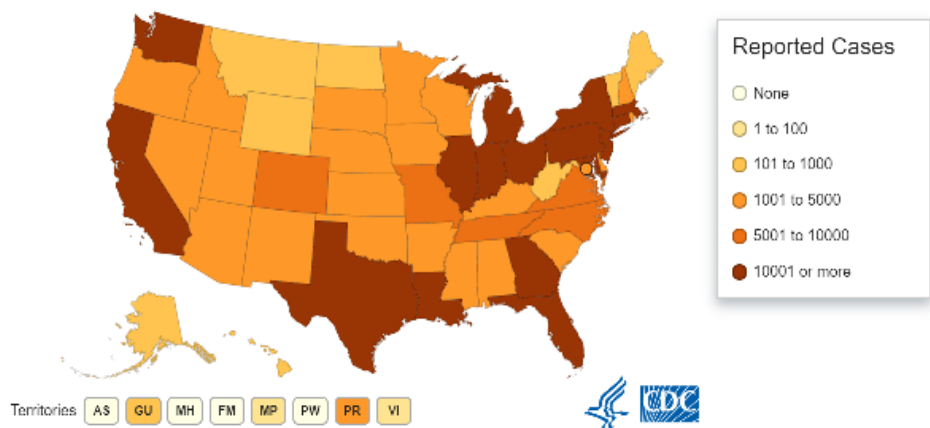 Reported Cases
None
1 to 100
101 to 1000
1001 to 5000
5001 to 10000
10001 or more
Territories AS GU MH FM MP PW PR VI
CDC